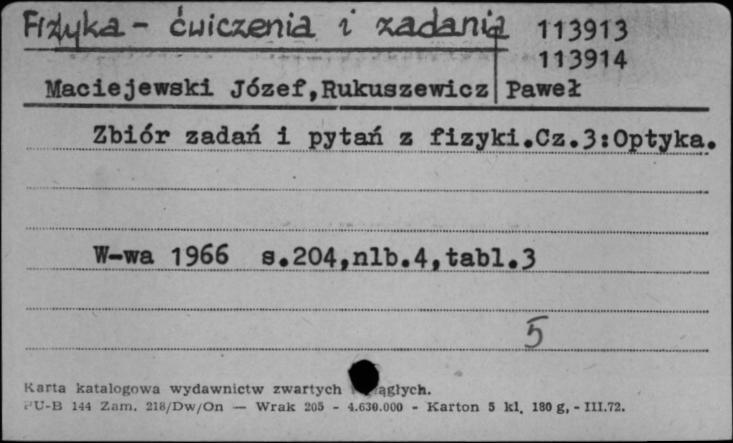 Fizyka - ćwiczenia i zadania 113913
113914
Maciejewski Józef,Rukuszewicz Paweł
Zbiór zadań i pytań z fizyki.Cz.3:Optyka.
W-wa 1966 s.204,nlb.4,tabl.3
5
Karta katalogowa wydawnictw zwartych
PU-B 144 Zam. 218/Dw/On — Wrak 205 - 4.630.000 - Karton 5 kl. 180 g, - III.72.